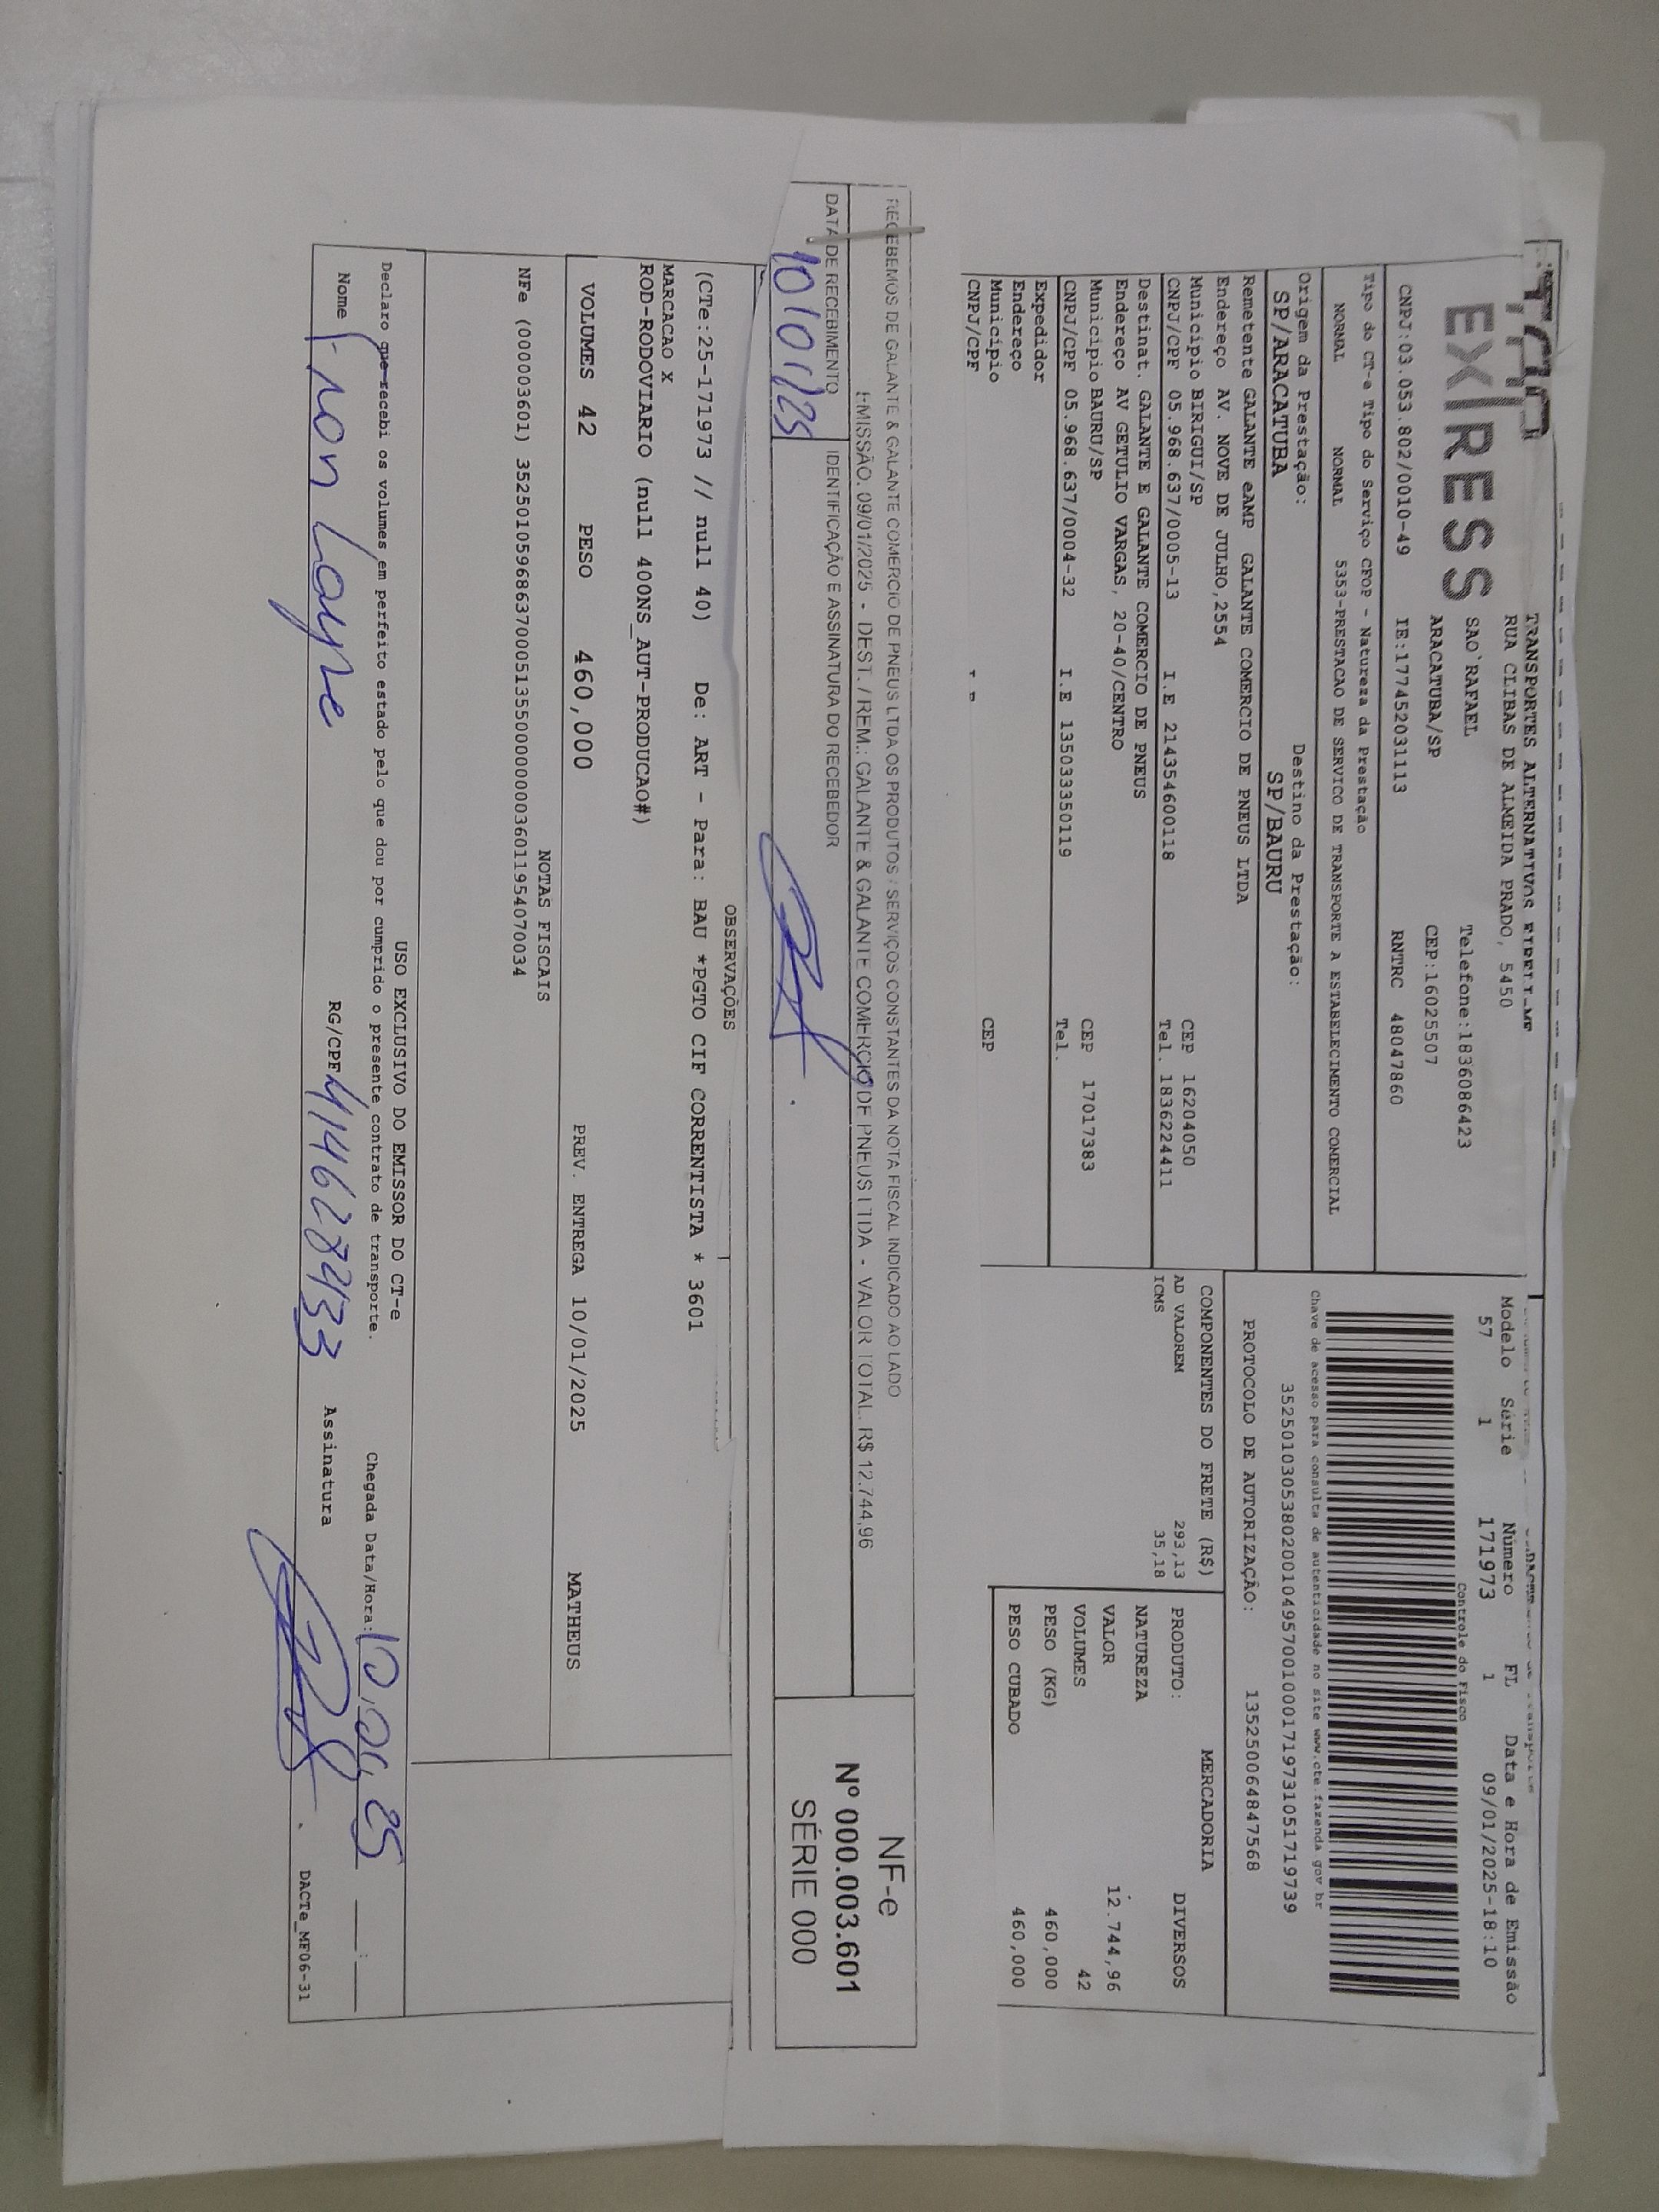 EXPRESS
TRANSPORTES ALTERNATIVOS EIRELI-ME
RUA CLIBAS DE ALMEIDA PRADO, 5450
SAO RAFAEL Telefone:1836086423
ARACATUBA/SP CEP:16025507
CNPJ:03.053.802/0010-49 IE:177452031113 RNTRC 48047860
Modelo Série Número FL Data e Hora de Emissão
57 1 171973 1 09/01/2025-18:10
Controle do Fisco
Tipo do CT-e Tipo do Serviço CFOP - Natureza da Prestação
NORMAL NORMAL 5353-PRESTACAO DE SERVICO DE TRANSPORTE A ESTABELECIMENTO COMERCIAL
Chave de acesso para consulta de autenticidade no site www.cte.fazenda.gov.br
35250103053802001049570010001719731051719739
Origem da Prestação: Destino da Prestação:
SP/ARACATUBA SP/BAURU
PROTOCOLO DE AUTORIZAÇÃO: 135250064847568
Remetente GALANTE eAMP GALANTE COMERCIO DE PNEUS LTDA
Endereço AV. NOVE DE JULHO,2554
Municipio BIRIGUI/SP CEP 16204050
CNPJ/CPF 05.968.637/0005-13 I.E 214354600118 Tel. 1836224411
Destinat. GALANTE E GALANTE COMERCIO DE PNEUS
Endereço AV GETULIO VARGAS, 20-40/CENTRO
Municipio BAURU/SP CEP 17017383
CNPJ/CPF 05.968.637/0004-32 I.E 135033350119 Tel.
Expedidor
Endereço
Municipio CEP
CNPJ/CPF
COMPONENTES DO FRETE (R$)
AD VALOREM 293,13
ICMS 35,18
MERCADORIA
PRODUTO: DIVERSOS
NATUREZA
VALOR 12.744,96
VOLUMES 42
PESO (KG) 460,000
PESO CUBADO 460,000
RECEBEMOS DE GALANTE & GALANTE COMERCIO DE PNEUS LTDA OS PRODUTOS / SERVIÇOS CONSTANTES DA NOTA FISCAL INDICADO AO LADO
EMISSÃO: 09/01/2025 - DEST. / REM.: GALANTE & GALANTE COMERCIO DE PNEUS LTDA - VALOR TOTAL: R$ 12.744,96
DATA DE RECEBIMENTO IDENTIFICAÇÃO E ASSINATURA DO RECEBEDOR
10/01/25
NF-e
Nº 000.003.601
SÉRIE 000
OBSERVAÇÕES
(CTe:25-171973 // null 40) De: ART - Para: BAU *PGTO CIF CORRENTISTA * 3601
MARCACAO X
ROD-RODOVIARIO (null 400NS_AUT-PRODUCAO#)
VOLUMES 42 PESO 460,000 PREV. ENTREGA 10/01/2025 MATHEUS
NOTAS FISCAIS
NFe (000003601) 35250105968637000513550000000036011954070034
USO EXCLUSIVO DO EMISSOR DO CT-e
Declaro que recebi os volumes em perfeito estado pelo que dou por cumprido o presente contrato de transporte. Chegada Data/Hora: 10,01,25
Nome RG/CPF 414628433 Assinatura
DACTe_MF06-31